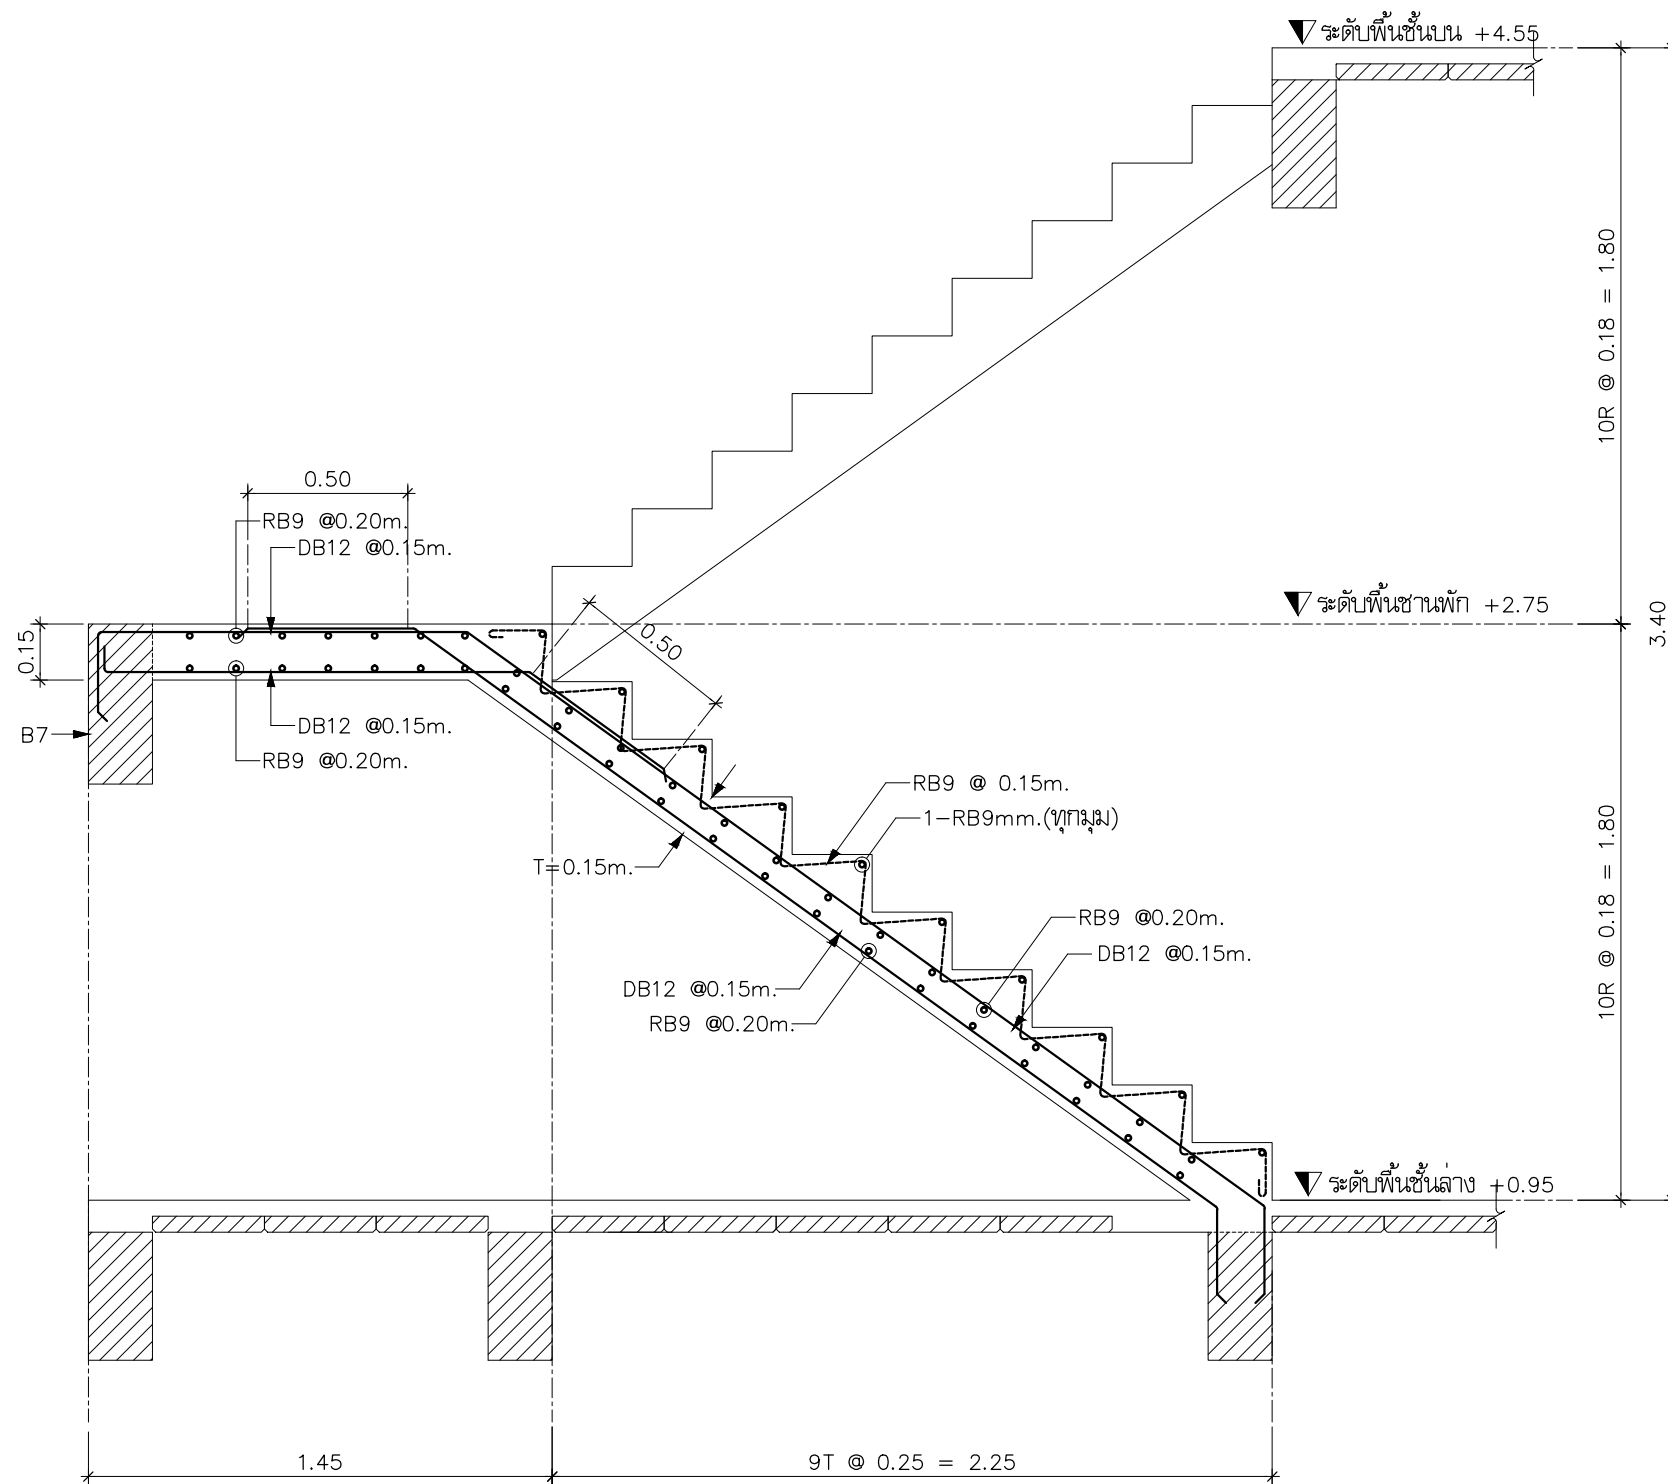 ระดับพื้นชั้นบน +4.55
10R @ 0.18 = 1.80
3.40
0.50
RB9 @0.20m.
DB12 @0.15m.
ระดับพื้นชานพัก +2.75
0.15
0.50
B7
DB12 @0.15m.
RB9 @0.20m.
RB9 @ 0.15m.
1-RB9mm.(ทุกมุม)
T=0.15m.
10R @ 0.18 = 1.80
RB9 @0.20m.
DB12 @0.15m.
DB12 @0.15m.
RB9 @0.20m.
ระดับพื้นชั้นล่าง +0.95
1.45
9T @ 0.25 = 2.25